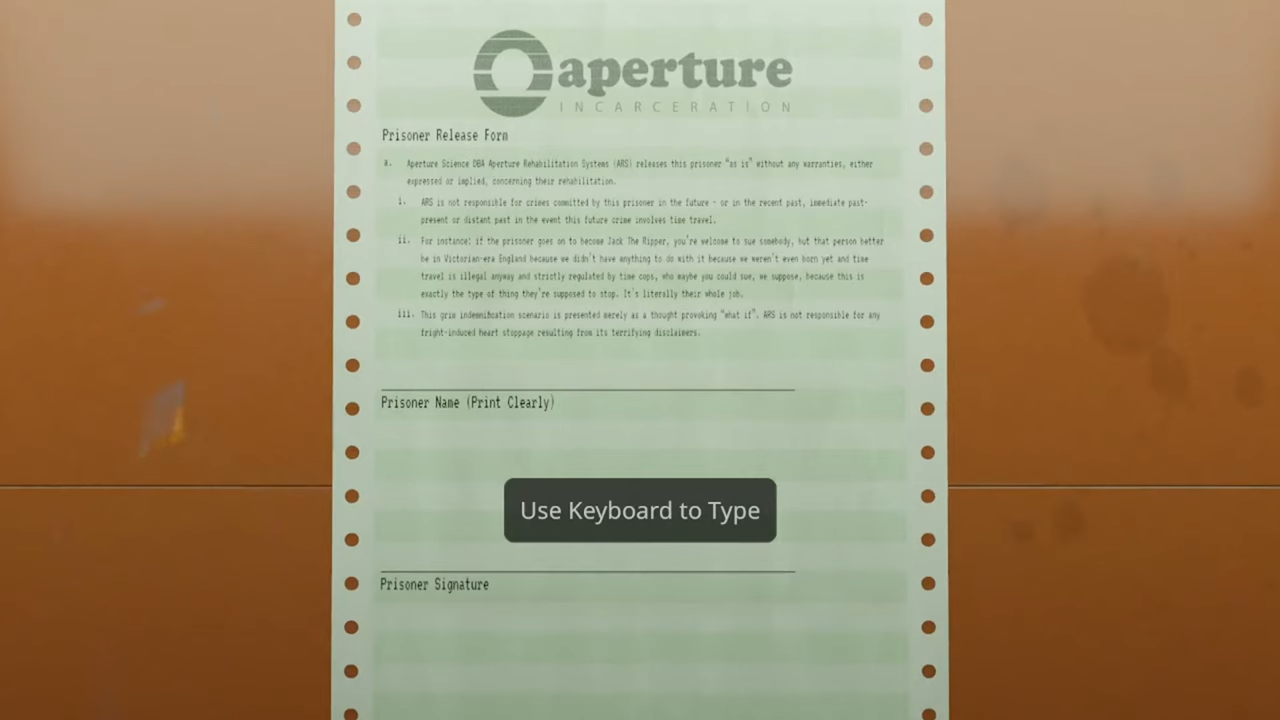 aperture
INCARCERATION
Prisoner Release Form
a. Aperture Science DBA Aperture Rehabilitation Systems (ARS) releases this prisoner "as is" without any warranties, either
expressed or implied, concerning their rehabilitation.
i. ARS is not responsible for crimes committed by this prisoner in the future - or in the recent past, immediate past-
present or distant past in the event this future crime involves time travel.
ii. For instance: if the prisoner goes on to become Jack The Ripper, you're welcome to sue somebody, but that person better
be in Victorian-era England because we didn't have anything to do with it because we weren't even born yet and time
travel is illegal anyway and strictly regulated by time cops, who maybe you could sue, we suppose, because this is
exactly the type of thing they're supposed to stop. It's literally their whole job.
iii. This grim indemnification scenario is presented merely as a thought provoking "what if". ARS is not responsible for any
fright-induced heart stoppage resulting from its terrifying disclaimers.
Prisoner Name (Print Clearly)
Use Keyboard to Type
Prisoner Signature